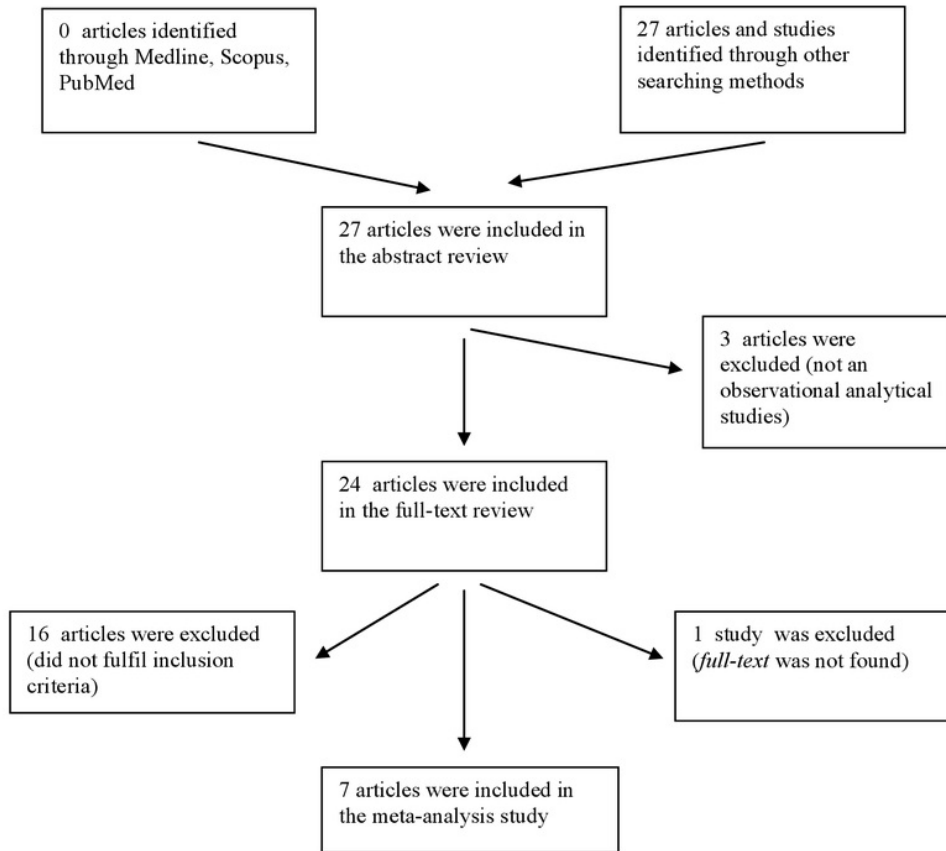 0 articles identified
through Medline, Scopus,
PubMed
27 articles and studies
identified through other
searching methods
27 articles were included in
the abstract review
3 articles were
excluded (not an
observational analytical
studies)
24 articles were included
in the full-text review
16 articles were excluded
(did not fulfil inclusion
criteria)
1 study was excluded
(full-text was not found)
7 articles were included in
the meta-analysis study